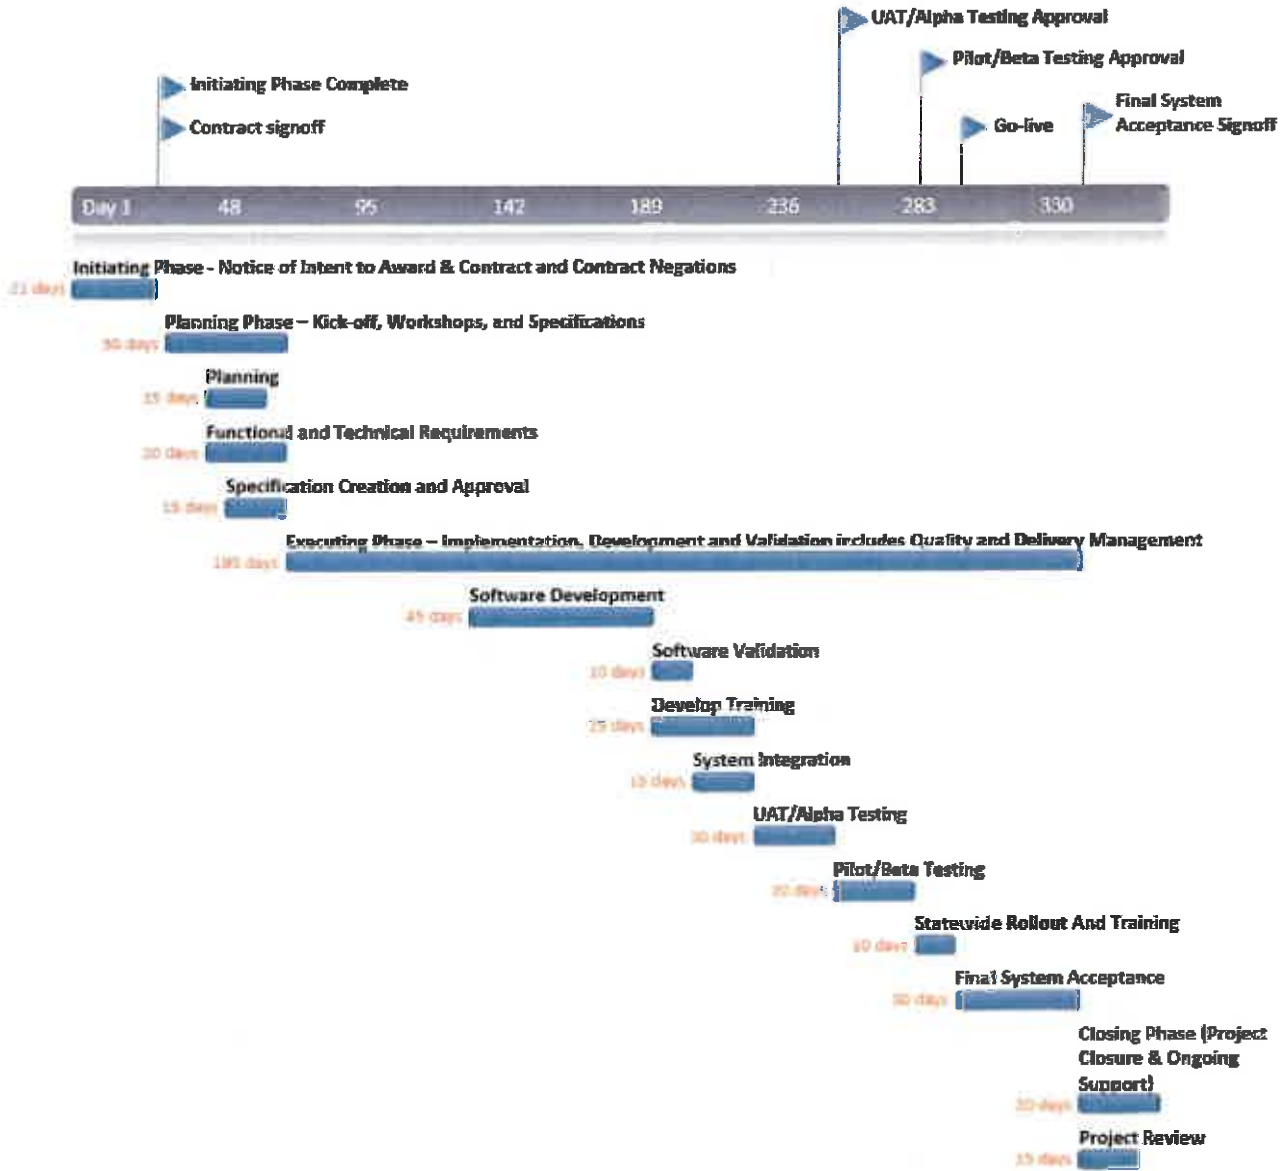 UAT/Alpha Testing Approval
Pilot/Beta Testing Approval
Initiating Phase Complete
Final System
Acceptance Signoff
Contract signoff
Go-live
Day 1 48 95 142 189 236 283 330
Initiating Phase - Notice of Intent to Award & Contract and Contract Negations
21 days
Planning Phase – Kick-off, Workshops, and Specifications
30 days
Planning
15 days
Functional and Technical Requirements
20 days
Specification Creation and Approval
15 days
Executing Phase – Implementation, Development and Validation includes Quality and Delivery Management
days
Software Development
45 days
Software Validation
10 days
Develop Training
25 days
System Integration
15 days
UAT/Alpha Testing
days
Pilot/Beta Testing
days
Statewide Rollout And Training
10 days
Final System Acceptance
30 days
Closing Phase (Project
Closure & Ongoing
Support)
20 days
Project Review
15 days